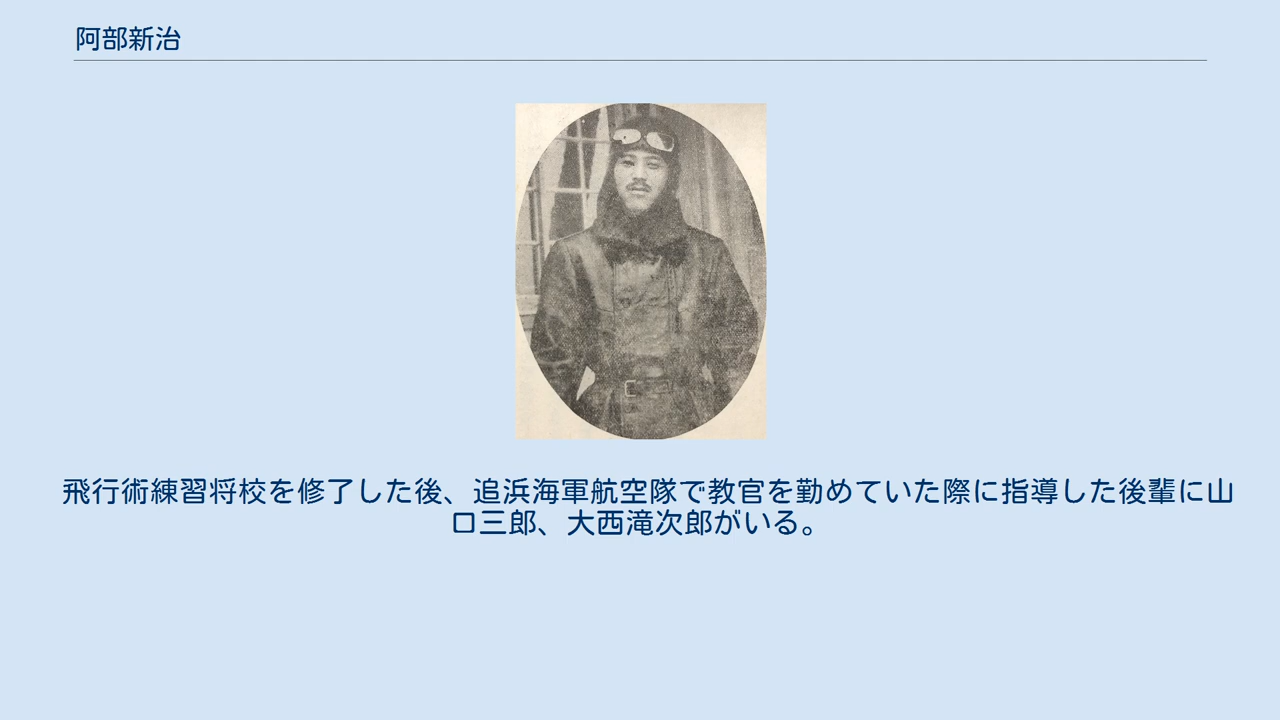 阿部新治
飛行術練習将校を修了した後、追浜海軍航空隊で教官を勤めていた際に指導した後輩に山
口三郎、大西滝次郎がいる。